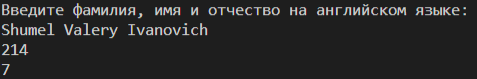 Введите фамилия, имя и отчество на английском языке:
Shumel Valery Ivanovich
214
7